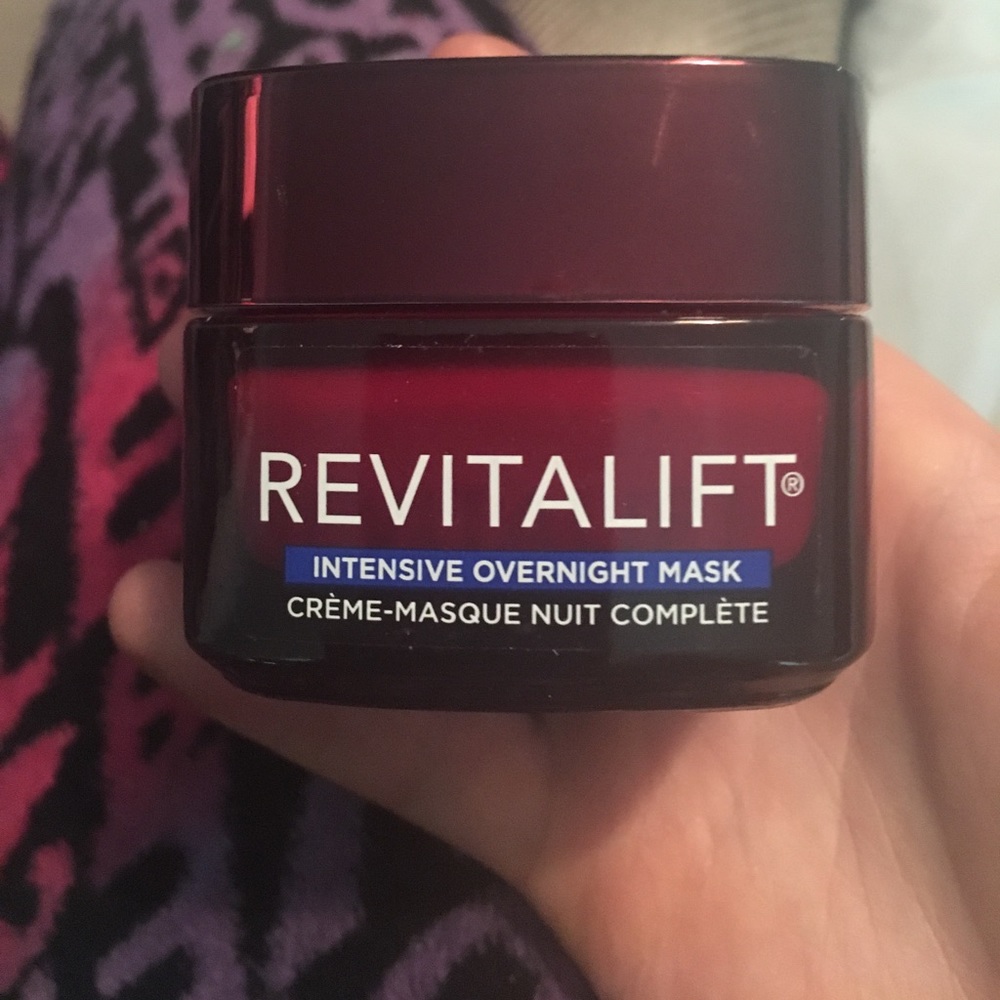 REVITALIFT®
INTENSIVE OVERNIGHT MASK
CRÈME-MASQUE NUIT COMPLÈTE